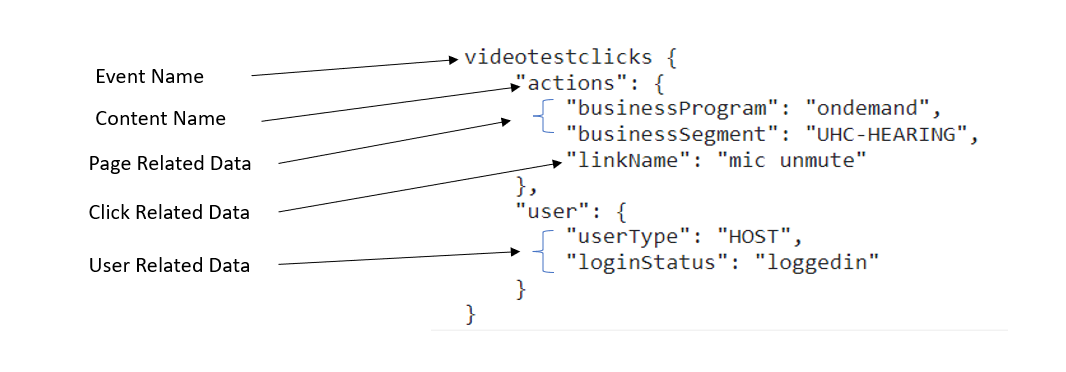 Event Name
Content Name
Page Related Data
Click Related Data
User Related Data
videotestclicks {
"actions": {
"businessProgram": "ondemand",
"businessSegment": "UHC-HEARING",
"linkName": "mic unmute"
},
"user": {
"userType": "HOST",
"loginStatus": "loggedin"
}
}